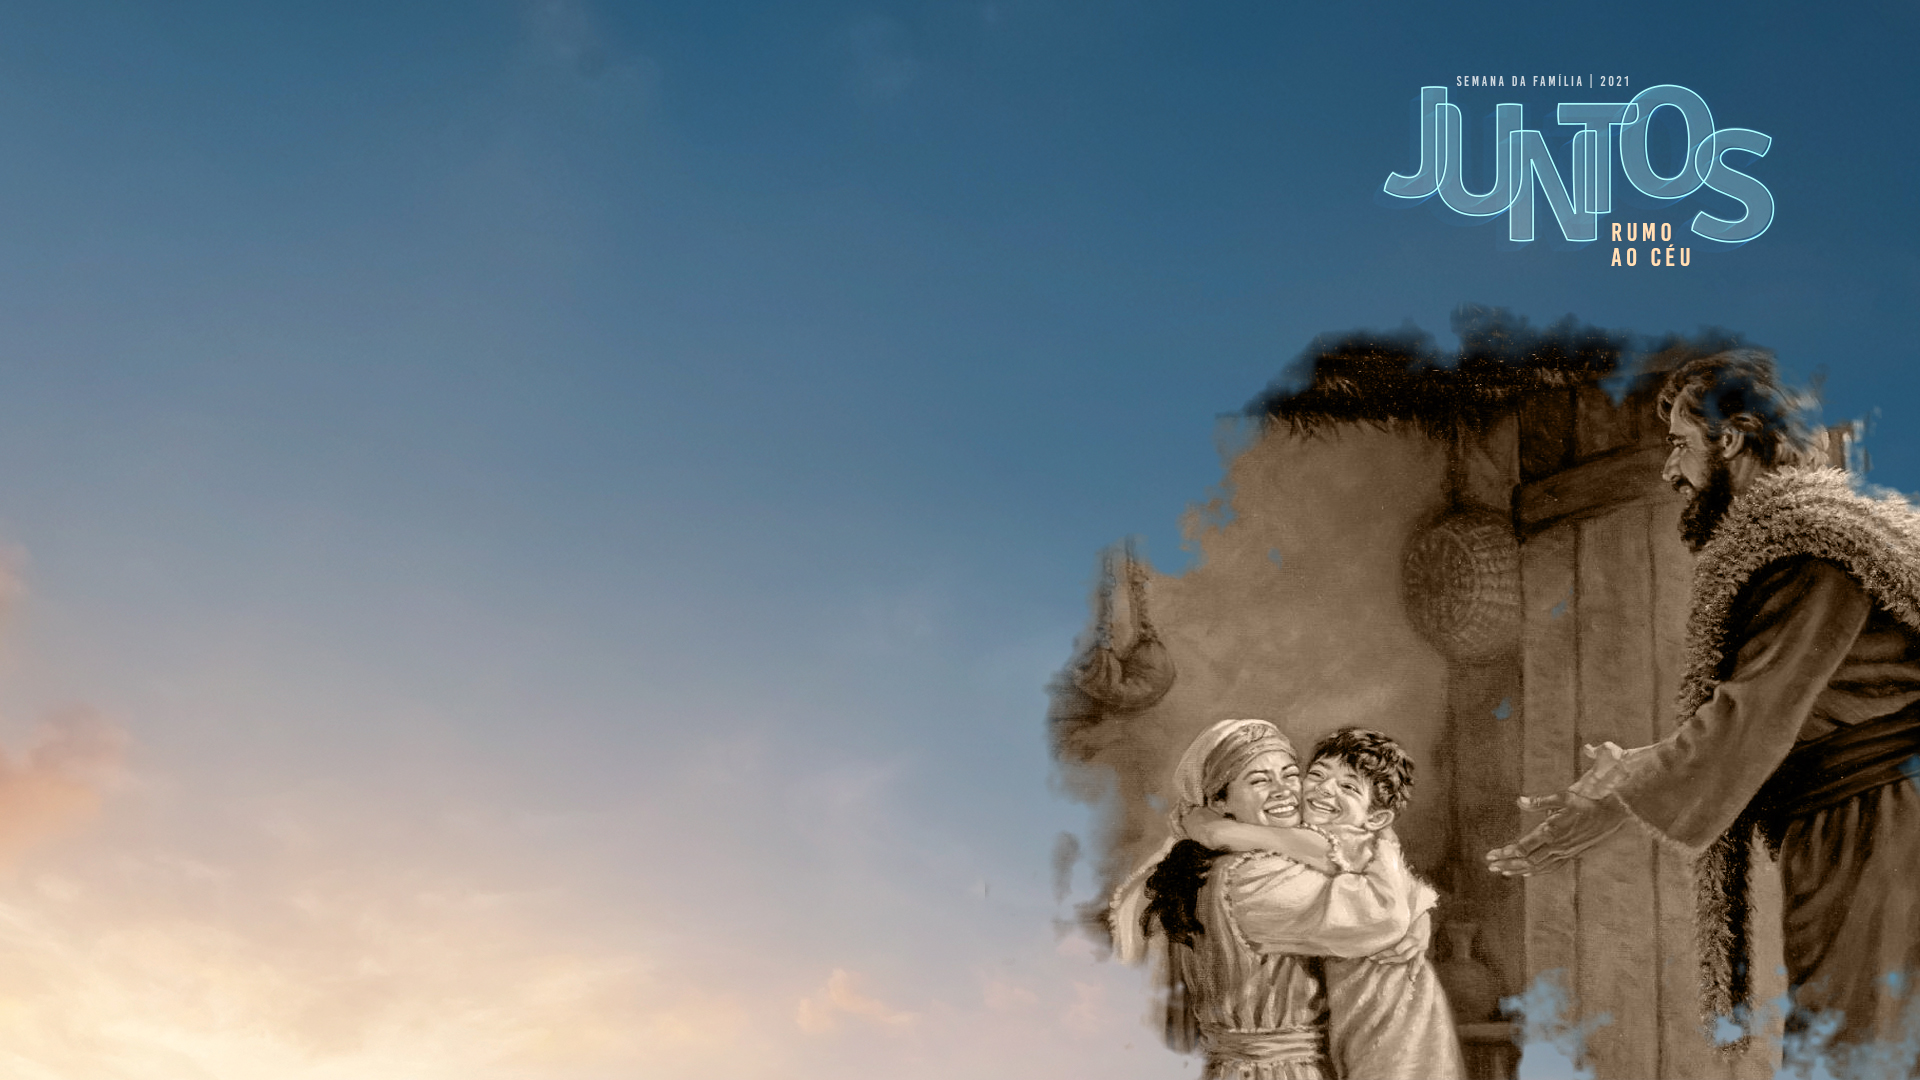 SEMANA DA FAMÍLIA | 2021
JUNTOS
RUMO
AO CÉU